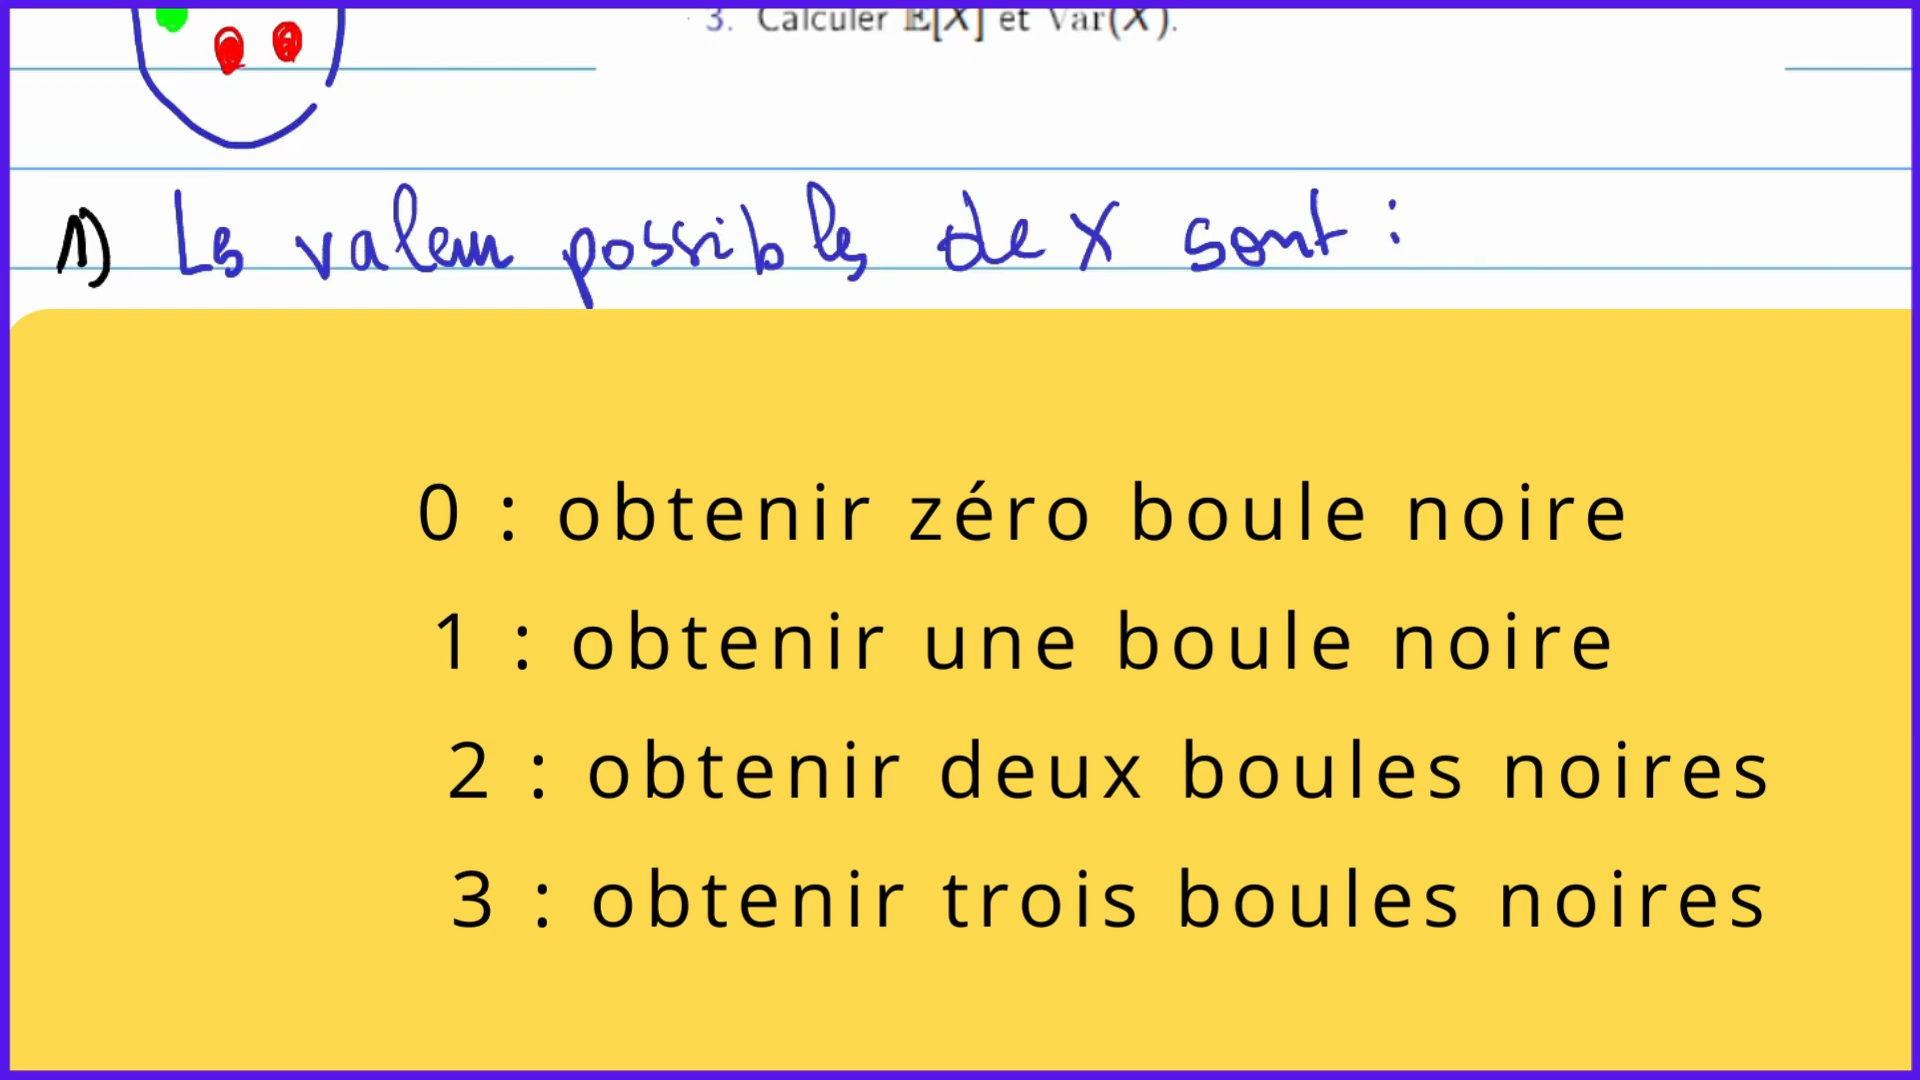 3. Calculer 𝔼[X] et Var(X).
1) Les valeurs possibles de X sont :
0 : obtenir zéro boule noire
1 : obtenir une boule noire
2 : obtenir deux boules noires
3 : obtenir trois boules noires